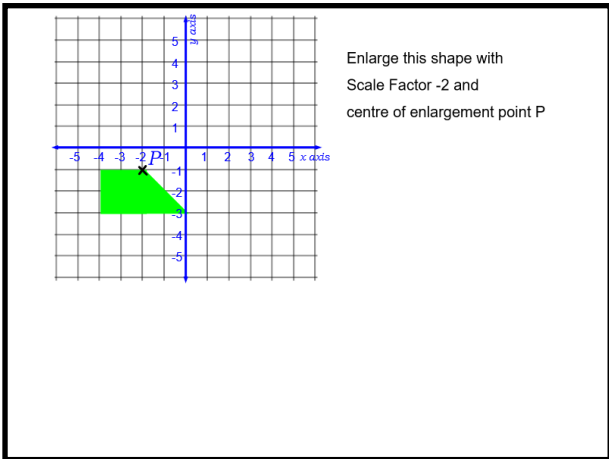 y axis
5
4
3
2
1
-5 -4 -3 -2 P -1 1 2 3 4 5 x axis
-1
-2
-3
-4
-5
Enlarge this shape with
Scale Factor -2 and
centre of enlargement point P